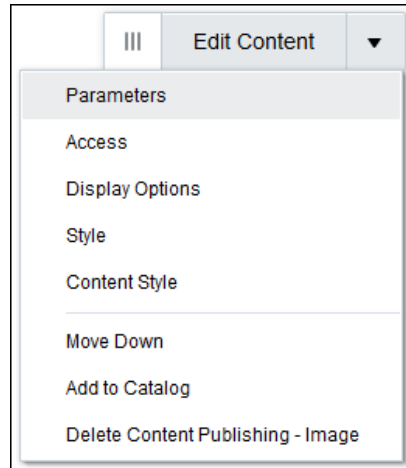 Edit Content
Parameters
Access
Display Options
Style
Content Style
Move Down
Add to Catalog
Delete Content Publishing - Image